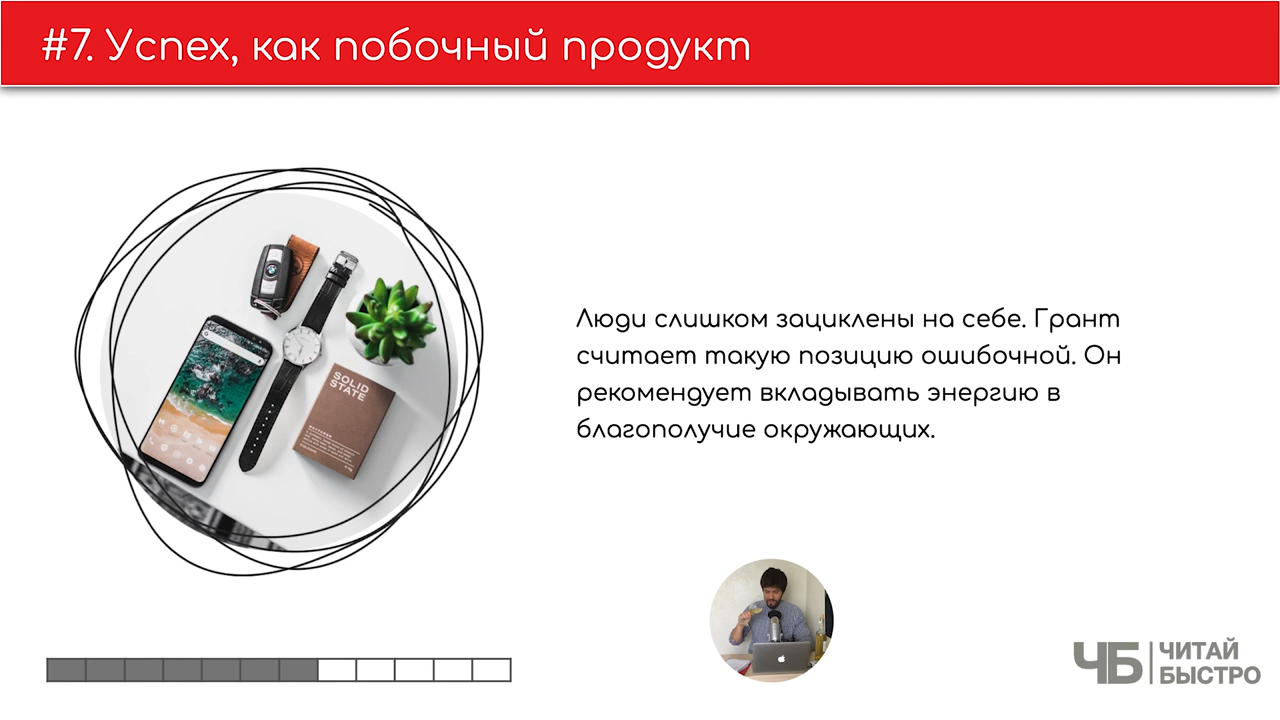 #7. Успех, как побочный продукт
SOLID
STATE
Люди слишком зациклены на себе. Грант
считает такую позицию ошибочной. Он
рекомендует вкладывать энергию в
благополучие окружающих.
ЧБ
ЧИТАЙ
БЫСТРО